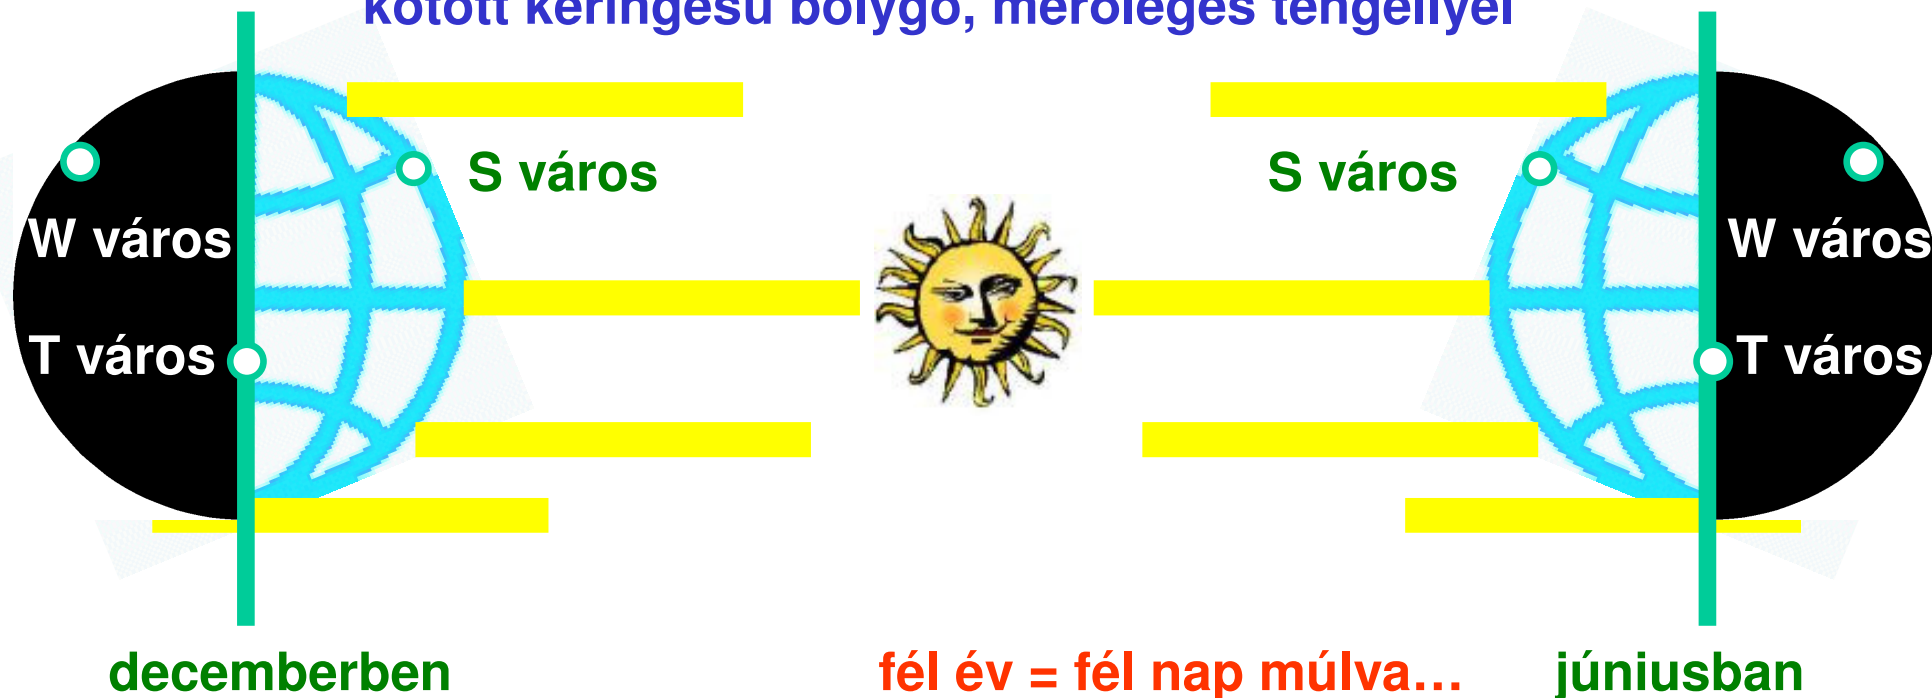 kötött keringésű bolygó, merőleges tengellyel
S város
S város
W város
W város
T város
T város
decemberben
fél év = fél nap múlva…
júniusban